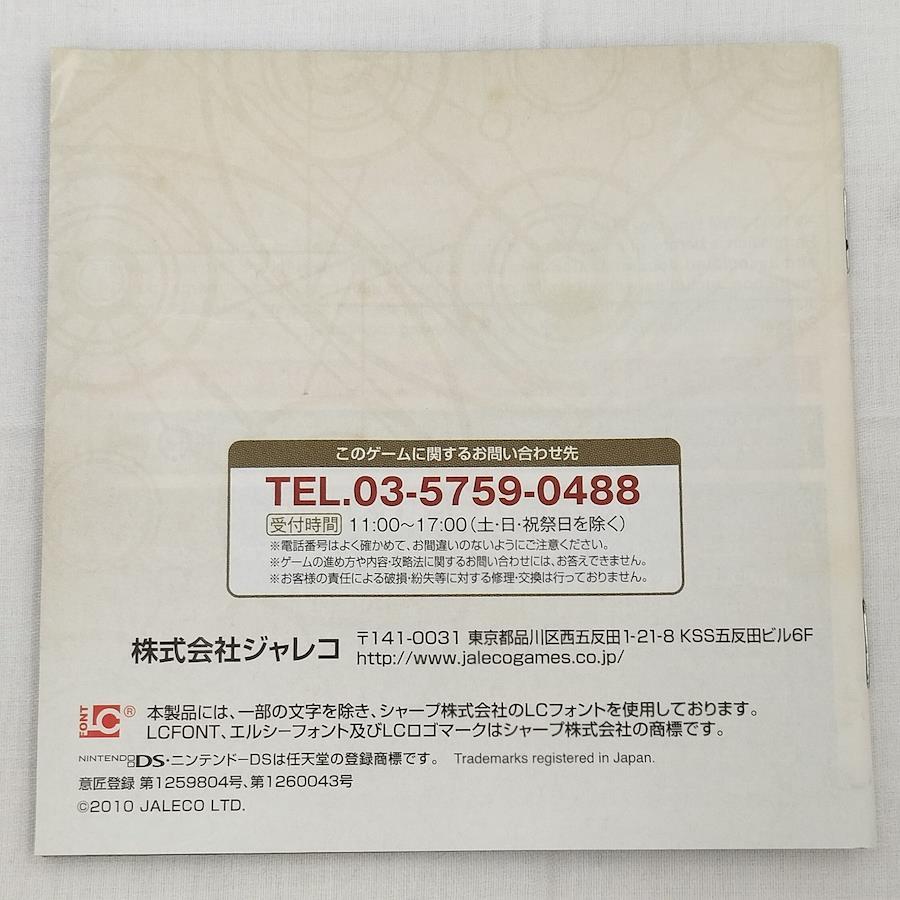 このゲームに関するお問い合わせ先
TEL.03-5759-0488
受付時間 11:00〜17:00(土・日・祝祭日を除く)
※電話番号はよく確かめて、お間違いのないようにご注意ください。
※ゲームの進め方や内容・攻略法に関するお問い合わせには、お答えできません。
※お客様の責任による破損・紛失等に対する修理・交換は行っておりません。
株式会社ジャレコ
〒141-0031 東京都品川区西五反田1-21-8 KSS五反田ビル6F
http://www.jalecogames.co.jp/
LC FONT ® 本製品には、一部の文字を除き、シャープ株式会社のLCフォントを使用しております。
LCFONT、エルシーフォント及びLCロゴマークはシャープ株式会社の商標です。
NINTENDO DS・ニンテンドーDSは任天堂の登録商標です。 Trademarks registered in Japan.
意匠登録 第1259804号、第1260043号
©2010 JALECO LTD.